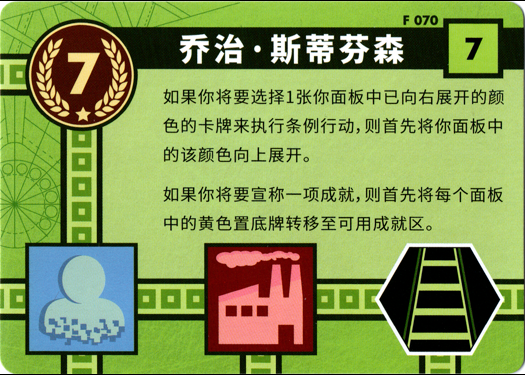 F 070
7
乔治·斯蒂芬森
7
如果你将要选择1张你面板中已向右展开的颜
色的卡牌来执行条例行动,则首先将你面板中
的该颜色向上展开。
如果你将要宣称一项成就,则首先将每个面板
中的黄色置底牌转移至可用成就区。